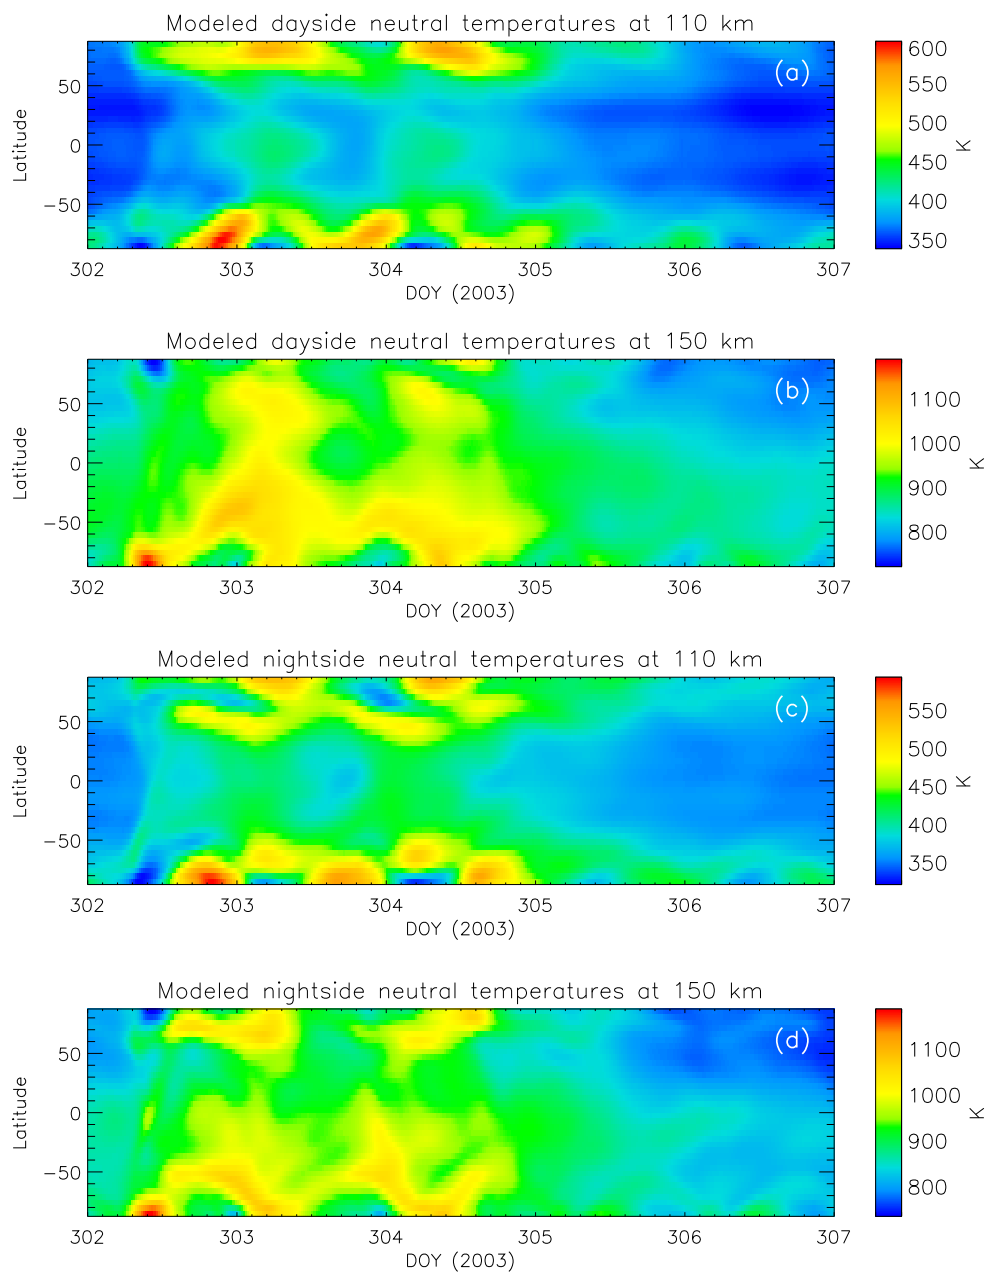 Modeled dayside neutral temperatures at 110 km
(a)
Latitude
50
0
−50
302 303 304 305 306 307
DOY (2003)
600
550
500
450
400
350
K
Modeled dayside neutral temperatures at 150 km
(b)
Latitude
50
0
−50
302 303 304 305 306 307
DOY (2003)
1100
1000
900
800
K
Modeled nightside neutral temperatures at 110 km
(c)
Latitude
50
0
−50
302 303 304 305 306 307
DOY (2003)
550
500
450
400
350
K
Modeled nightside neutral temperatures at 150 km
(d)
Latitude
50
0
−50
302 303 304 305 306 307
DOY (2003)
1100
1000
900
800
K